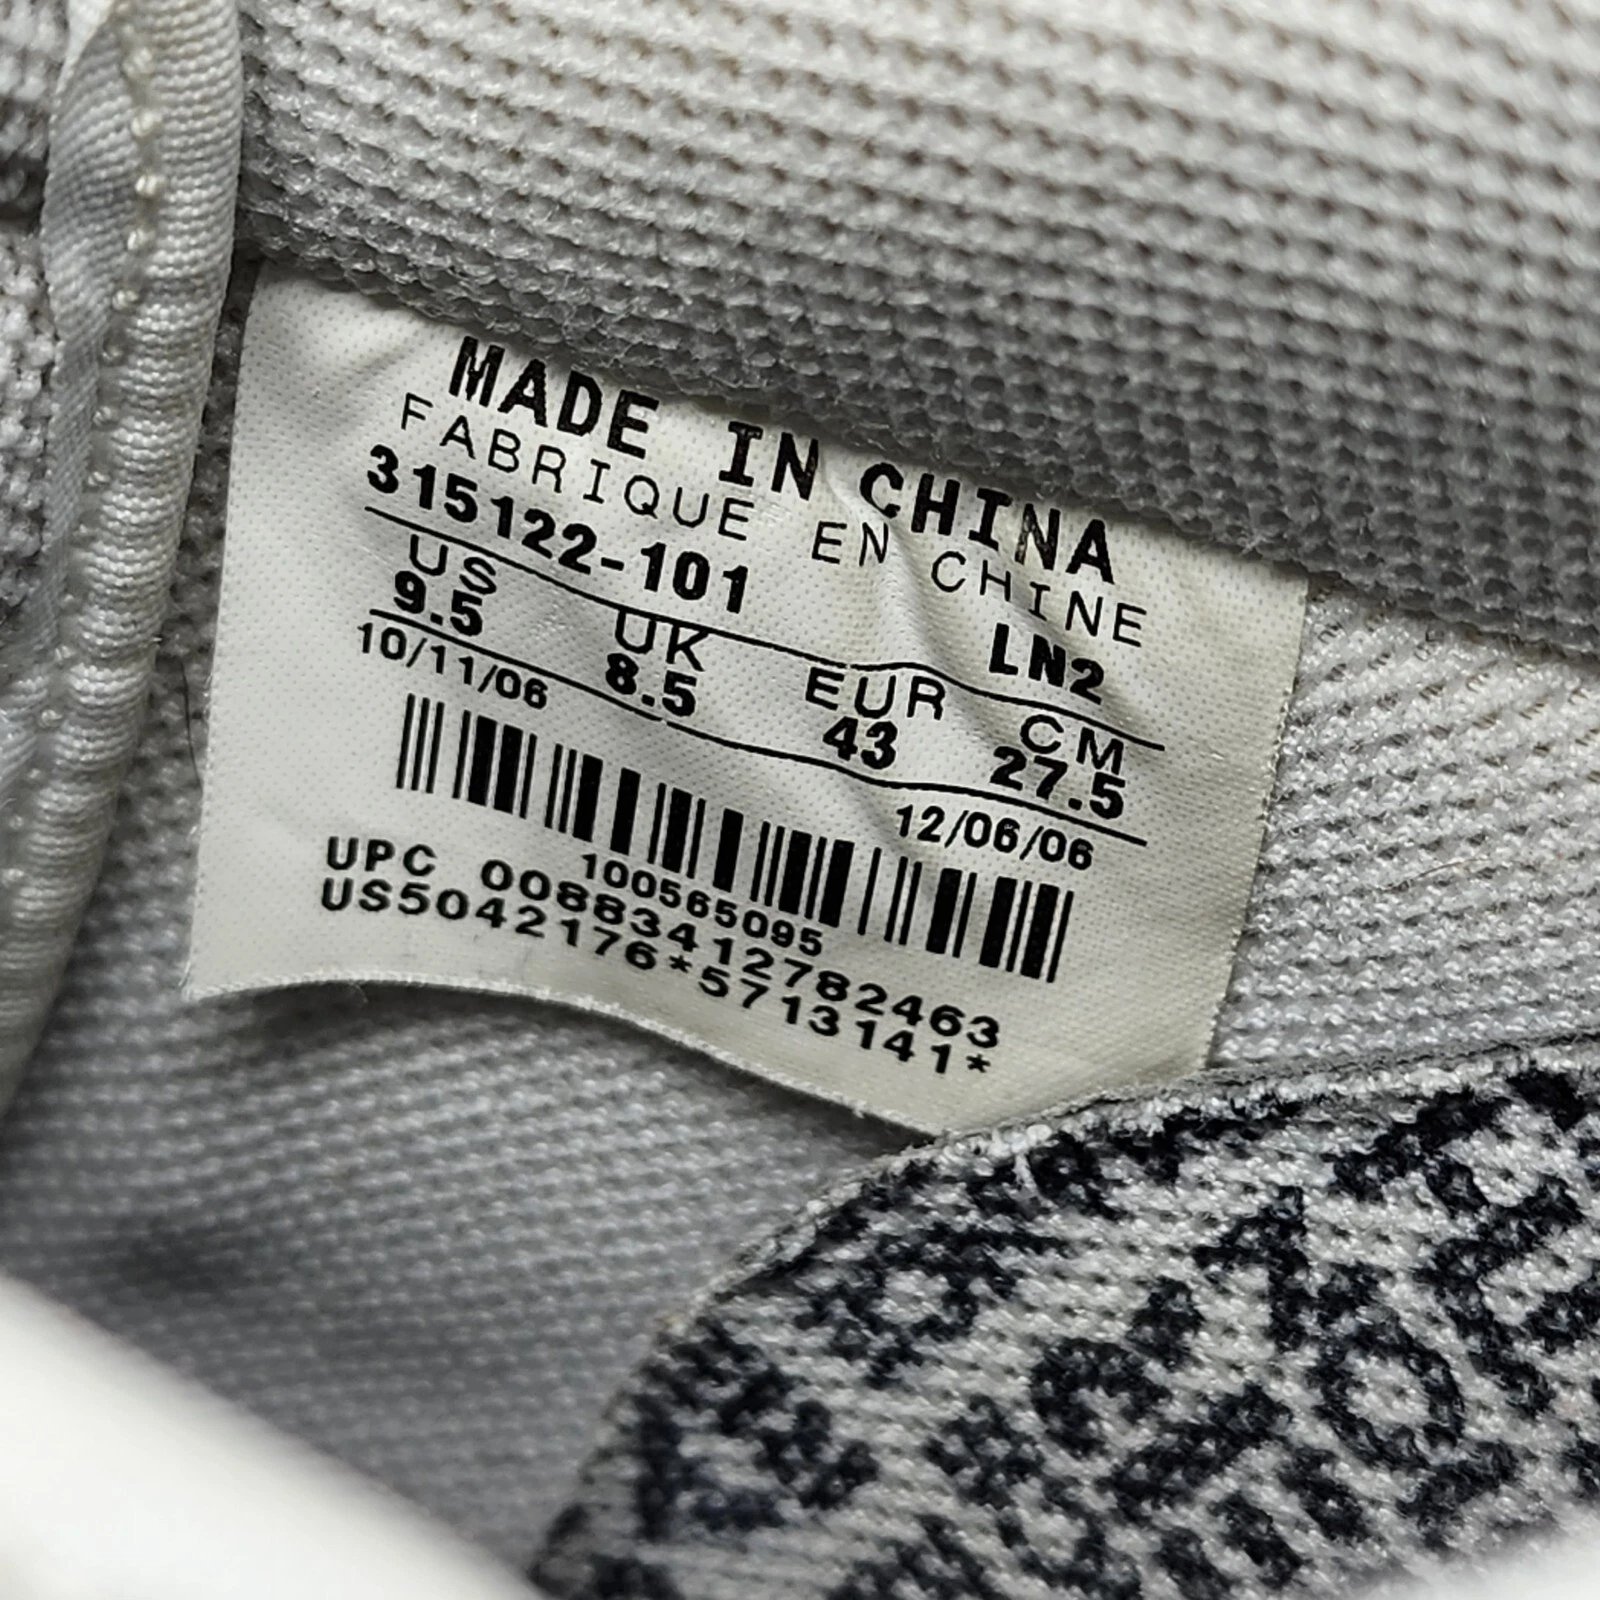 MADE IN CHINA
FABRIQUE EN CHINE
315122-101 LN2
US UK EUR CM
9.5 8.5 43 27.5
10/11/06 12/06/06
100565095
UPC 00883412782463
US5042176*5713141*